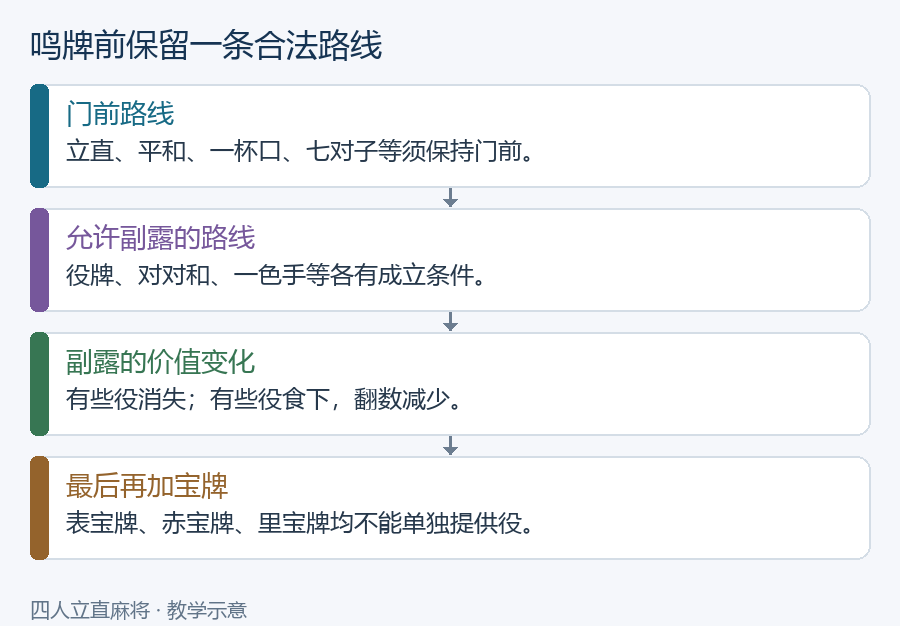 鸣牌前保留一条合法路线
门前路线
立直、平和、一杯口、七对子等须保持门前。
允许副露的路线
役牌、对对和、一色手等各有成立条件。
副露的价值变化
有些役消失；有些役食下，翻数减少。
最后再加宝牌
表宝牌、赤宝牌、里宝牌均不能单独提供役。
四人立直麻将 · 教学示意